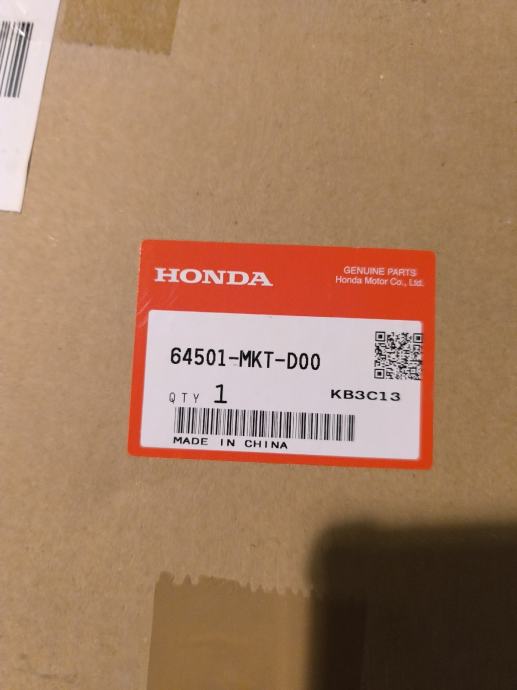 HONDA
GENUINE PARTS
Honda Motor Co., Ltd.
64501-MKT-D00
QTY 1
KB3C13
MADE IN CHINA